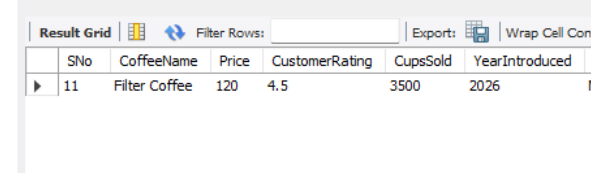 Result Grid Filter Rows: Export: Wrap Cell Con
SNo CoffeeName Price CustomerRating CupsSold YearIntroduced
11 Filter Coffee 120 4.5 3500 2026